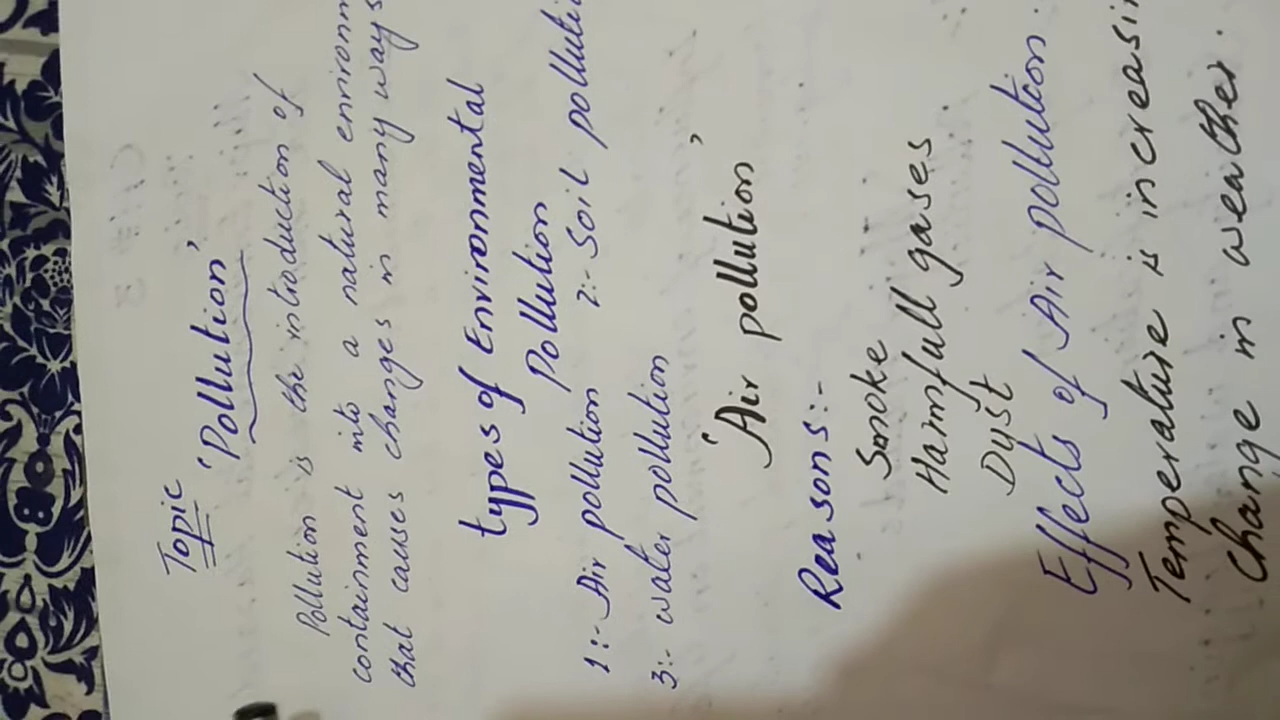 Topic
'Pollution'
Pollution is the introduction of
containment into a natural environm
that causes changes in many ways
types of Environmental
Pollution
1:- Air pollution 2:- Soil polluti
3:- water pollution
'Air pollution'
Reasons:-
Smoke
Harmfull gases
Dust
Effects of Air pollution.
Temperature is increasi
Change in weather.